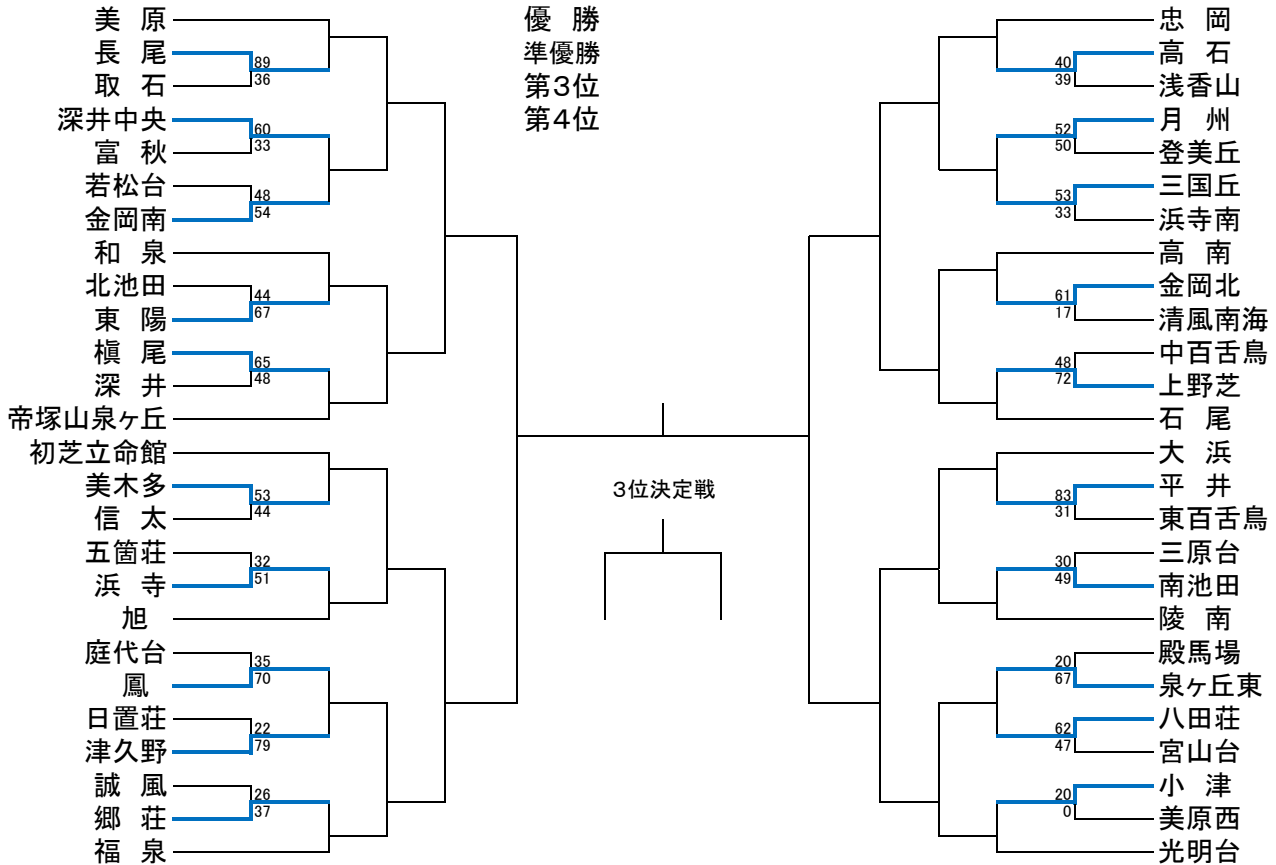 美 原
長 尾
89
36
取 石
深井中央
60
33
富 秋
若松台
48
54
金岡南
和 泉
北池田
44
67
東 陽
槇 尾
65
48
深 井
帝塚山泉ヶ丘
初芝立命館
美木多
53
44
信 太
五箇荘
32
51
浜 寺
旭
庭代台
35
70
鳳
日置荘
22
79
津久野
誠 風
26
37
郷 荘
福 泉
優 勝
準優勝
第3位
第4位
3位決定戦
忠 岡
高 石
40
39
浅香山
月 州
52
50
登美丘
三国丘
53
33
浜寺南
高 南
金岡北
61
17
清風南海
中百舌鳥
48
72
上野芝
石 尾
大 浜
平 井
83
31
東百舌鳥
三原台
30
49
南池田
陵 南
殿馬場
20
67
泉ヶ丘東
八田荘
62
47
宮山台
小 津
20
0
美原西
光明台